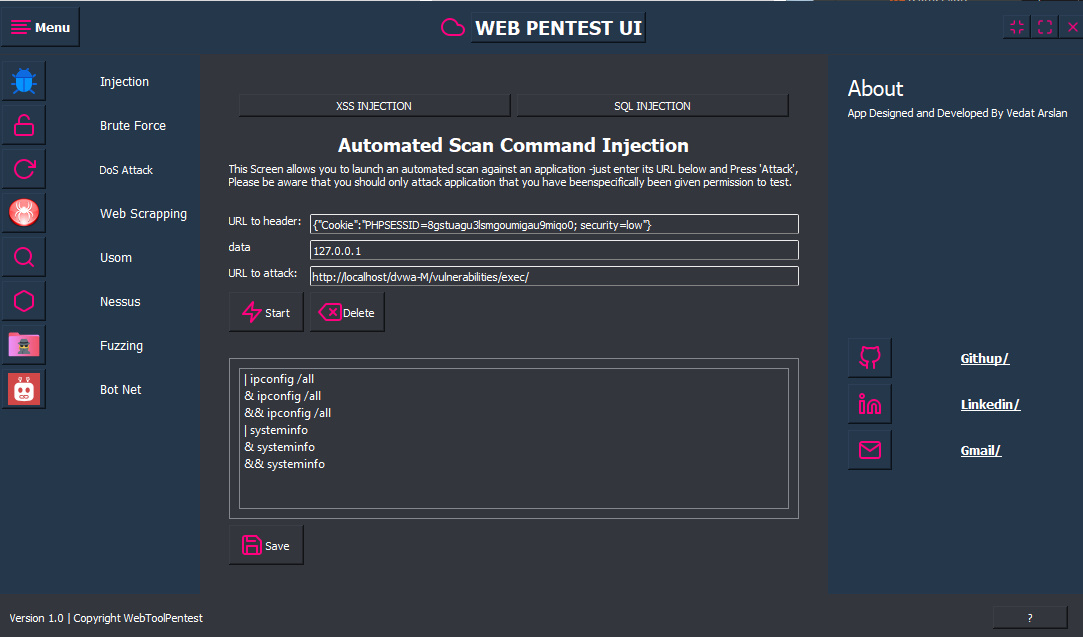 Menu
WEB PENTEST UI
Injection
Brute Force
DoS Attack
Web Scrapping
Usom
Nessus
Fuzzing
Bot Net
XSS INJECTION
SQL INJECTION
Automated Scan Command Injection
This Screen allows you to launch an automated scan against an application -just enter its URL below and Press 'Attack',
Please be aware that you should only attack application that you have beenspecifically been given permission to test.
URL to header:
{"Cookie":"PHPSESSID=8gstuagu3lsmgoumigau9miqo0; security=low"}
data
127.0.0.1
URL to attack:
http://localhost/dvwa-M/vulnerabilities/exec/
Start
Delete
| ipconfig /all
& ipconfig /all
&& ipconfig /all
| systeminfo
& systeminfo
&& systeminfo
Save
About
App Designed and Developed By Vedat Arslan
Githup/
Linkedin/
Gmail/
Version 1.0 | Copyright WebToolPentest
?